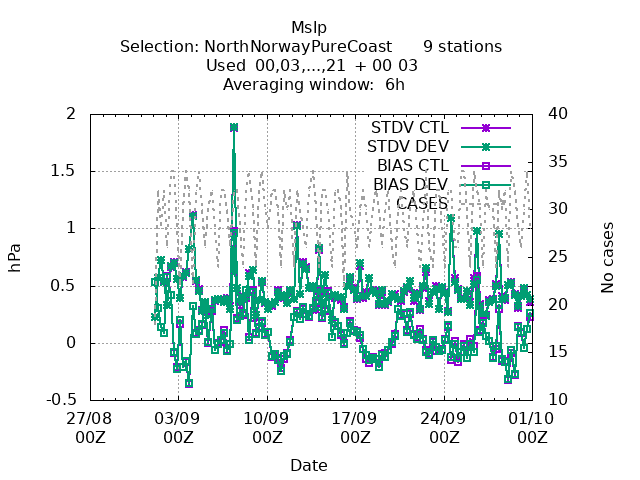 Mslp
Selection: NorthNorwayPureCoast 9 stations
Used 00,03,...,21 + 00 03
Averaging window: 6h
2
1.5
1
0.5
0
-0.5
hPa
STDV CTL
STDV DEV
BIAS CTL
BIAS DEV
CASES
40
35
30
25
20
15
10
No cases
27/08 03/09 10/09 17/09 24/09 01/10
00Z 00Z 00Z 00Z 00Z 00Z
Date